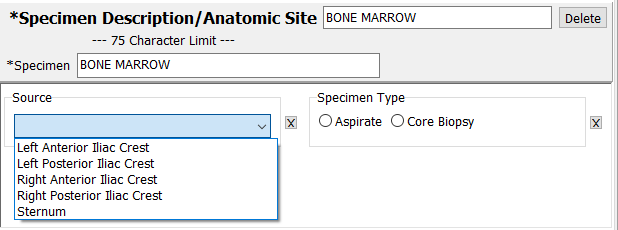 *Specimen Description/Anatomic Site BONE MARROW Delete
--- 75 Character Limit ---
*Specimen BONE MARROW
Source Specimen Type
X Aspirate Core Biopsy X
Left Anterior Iliac Crest
Left Posterior Iliac Crest
Right Anterior Iliac Crest
Right Posterior Iliac Crest
Sternum